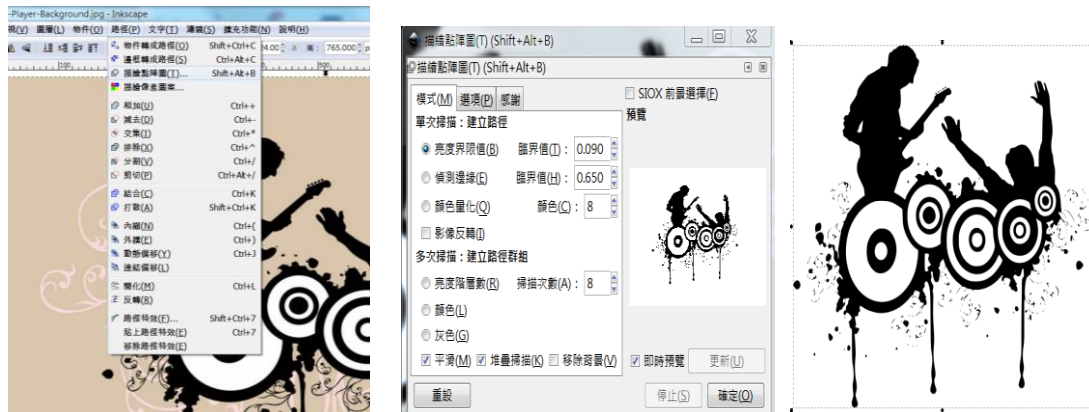 -Player-Background.jpg - Inkscape
視(V) 圖層(L) 物件(O) 路徑(P) 文字(T) 濾鏡(S) 擴充功能(N) 說明(H)
765.000
物件轉成路徑(O) Shift+Ctrl+C
邊框轉成路徑(S) Ctrl+Alt+C
描繪點陣圖(T)... Shift+Alt+B
描繪像素圖案...
相加(U) Ctrl++
減去(D) Ctrl+-
交集(I) Ctrl+*
排除(X) Ctrl+^
分割(V) Ctrl+/
剪切(P) Ctrl+Alt+/
結合(C) Ctrl+K
打散(A) Shift+Ctrl+K
內縮(N) Ctrl+(
外擴(E) Ctrl+)
動態偏移(Y) Ctrl+J
連結偏移(L)
簡化(M) Ctrl+L
反轉(R)
路徑特效(F)... Shift+Ctrl+7
貼上路徑特效(E) Ctrl+7
移除路徑特效(E)
描繪點陣圖(T) (Shift+Alt+B)
描繪點陣圖(T) (Shift+Alt+B)
模式(M) 選項(P) 感謝
單次掃描：建立路徑
亮度界限值(B) 臨界值(T)： 0.090
偵測邊緣(E) 臨界值(H)： 0.650
顏色量化(Q) 顏色(C)： 8
影像反轉(I)
多次掃描：建立路徑群組
亮度階層數(R) 掃描次數(A)： 8
顏色(L)
灰色(G)
平滑(M) 堆疊掃描(K) 移除背景(V)
SIOX 前景選擇(F)
預覽
即時預覽 更新(U)
重設 停止(S) 確定(O)